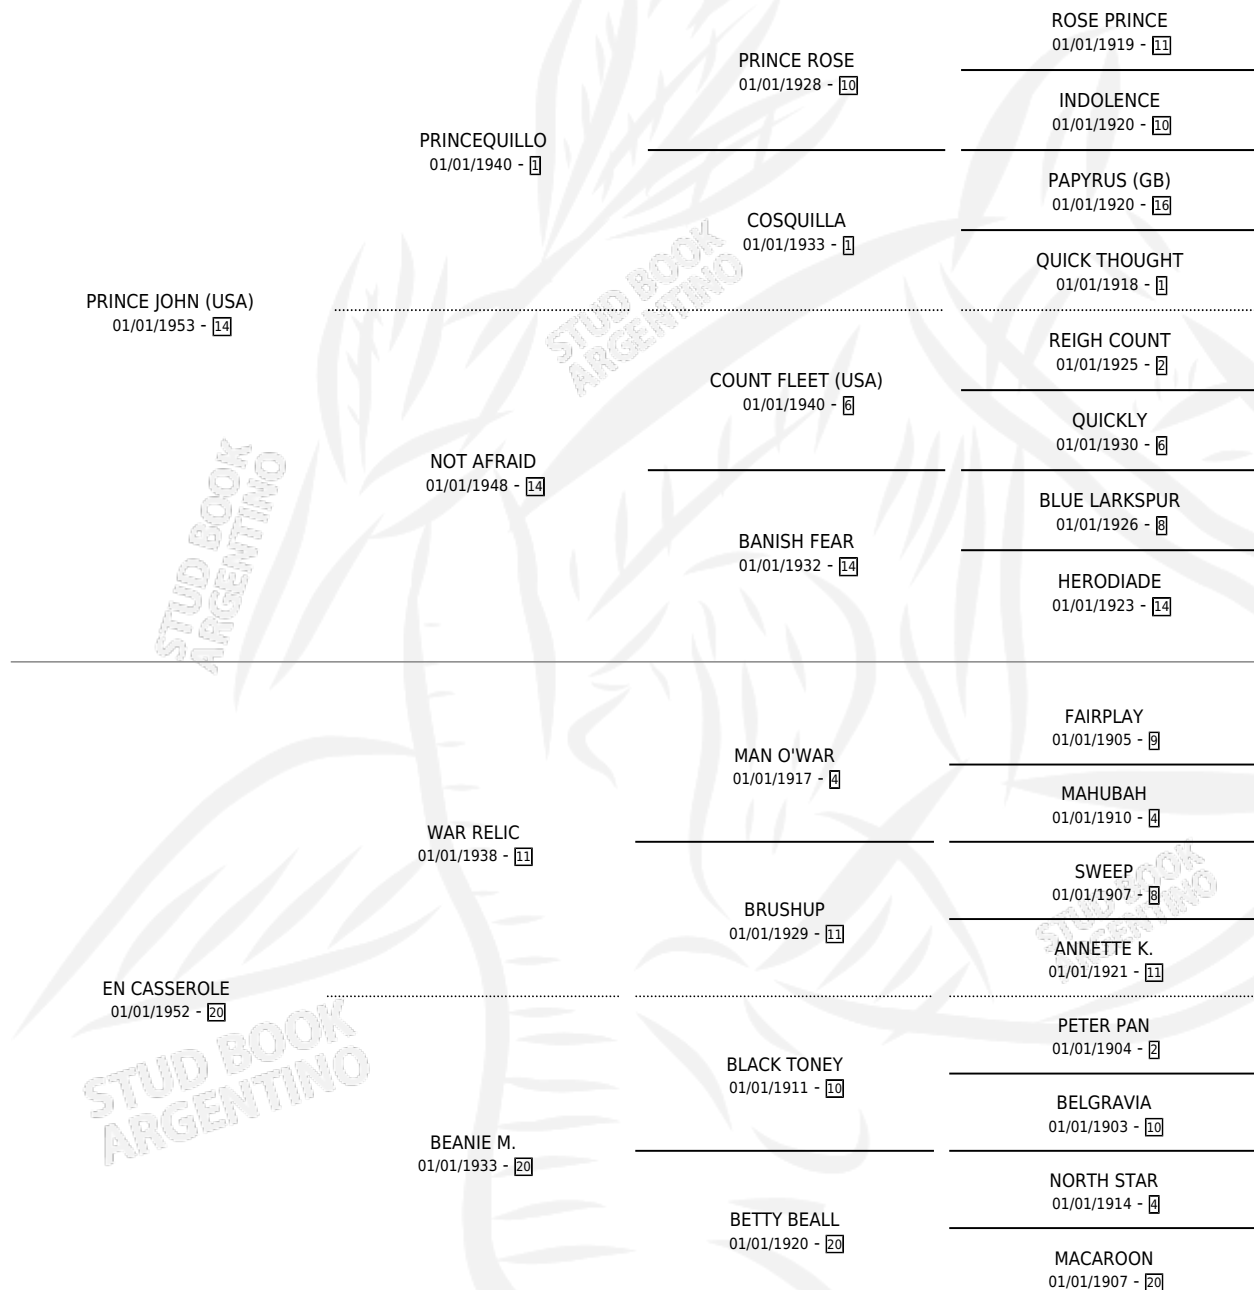 ROSE PRINCE
01/01/1919 - 11
PRINCE ROSE
01/01/1928 - 10
INDOLENCE
01/01/1920 - 10
PRINCEQUILLO
01/01/1940 - 1
PAPYRUS (GB)
01/01/1920 - 16
COSQUILLA
01/01/1933 - 1
QUICK THOUGHT
01/01/1918 - 1
PRINCE JOHN (USA)
01/01/1953 - 14
STUD BOOK
ARGENTINO
REIGH COUNT
01/01/1925 - 2
COUNT FLEET (USA)
01/01/1940 - 6
QUICKLY
01/01/1930 - 6
NOT AFRAID
01/01/1948 - 14
BLUE LARKSPUR
01/01/1926 - 8
BANISH FEAR
01/01/1932 - 14
HERODIADE
01/01/1923 - 14
STUD BOOK
ARGENTINO
FAIRPLAY
01/01/1905 - 9
MAN O'WAR
01/01/1917 - 4
MAHUBAH
01/01/1910 - 4
WAR RELIC
01/01/1938 - 11
SWEEP
01/01/1907 - 8
BRUSHUP
01/01/1929 - 11
ANNETTE K.
01/01/1921 - 11
STUD BOOK
ARGENTINO
EN CASSEROLE
01/01/1952 - 20
PETER PAN
01/01/1904 - 2
BLACK TONEY
01/01/1911 - 10
BELGRAVIA
01/01/1903 - 10
STUD BOOK
ARGENTINO
BEANIE M.
01/01/1933 - 20
NORTH STAR
01/01/1914 - 4
BETTY BEALL
01/01/1920 - 20
MACAROON
01/01/1907 - 20